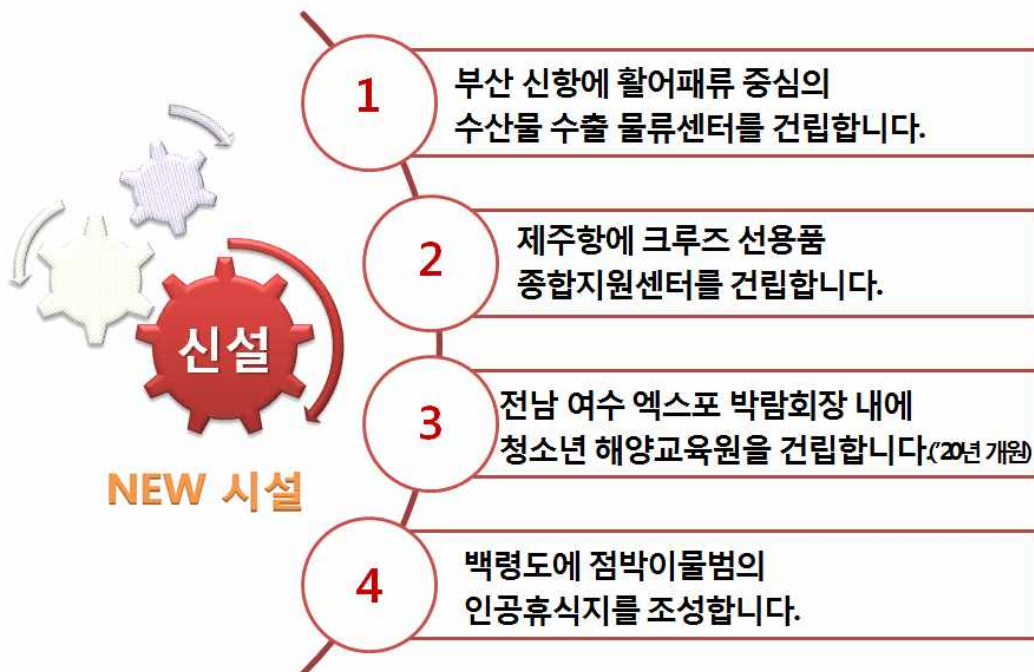 신설
NEW 시설
1
부산 신항에 활어패류 중심의
수산물 수출 물류센터를 건립합니다.
2
제주항에 크루즈 선용품
종합지원센터를 건립합니다.
3
전남 여수 엑스포 박람회장 내에
청소년 해양교육원을 건립합니다.(’20년 개원)
4
백령도에 점박이물범의
인공휴식지를 조성합니다.